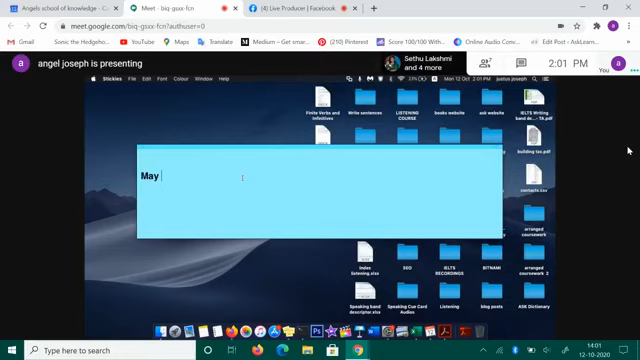 Angels school of knowledge
Meet - biq-gsxx-fcn
(4) Live Producer | Facebook
meet.google.com/biq-gsxx-fcn?authuser=0
Gmail
Sonic the Hedgehog
YouTube
Maps
Translate
Medium – Get smar
(210) Pinterest
Score 100/100 With
Online Audio Conv
Edit Post ‹ AskLearn
a
angel joseph is presenting
Sethu Lakshmi
and 4 more
7
2:01 PM
You
a
Stickies File Edit Font Colour Window Help
33%
Mon 12 Oct 2:01 PM justus joseph
Finite Verbs and Infinitives
Write sentences
LISTENING COURSE
books website
ask website
IELTS Writing band de
building tax.pdf
May
contacts.csv
arranged coursework
Index listening.xlsx
SEO
IELTS RECORDINGS
BITNAMI
arranged coursework 2
Speaking band descriptor.xlsx
Speaking Cue Card Audios
Listening
blog posts
ASK Dictionary
Type here to search
ENG
14:01
12-10-2020